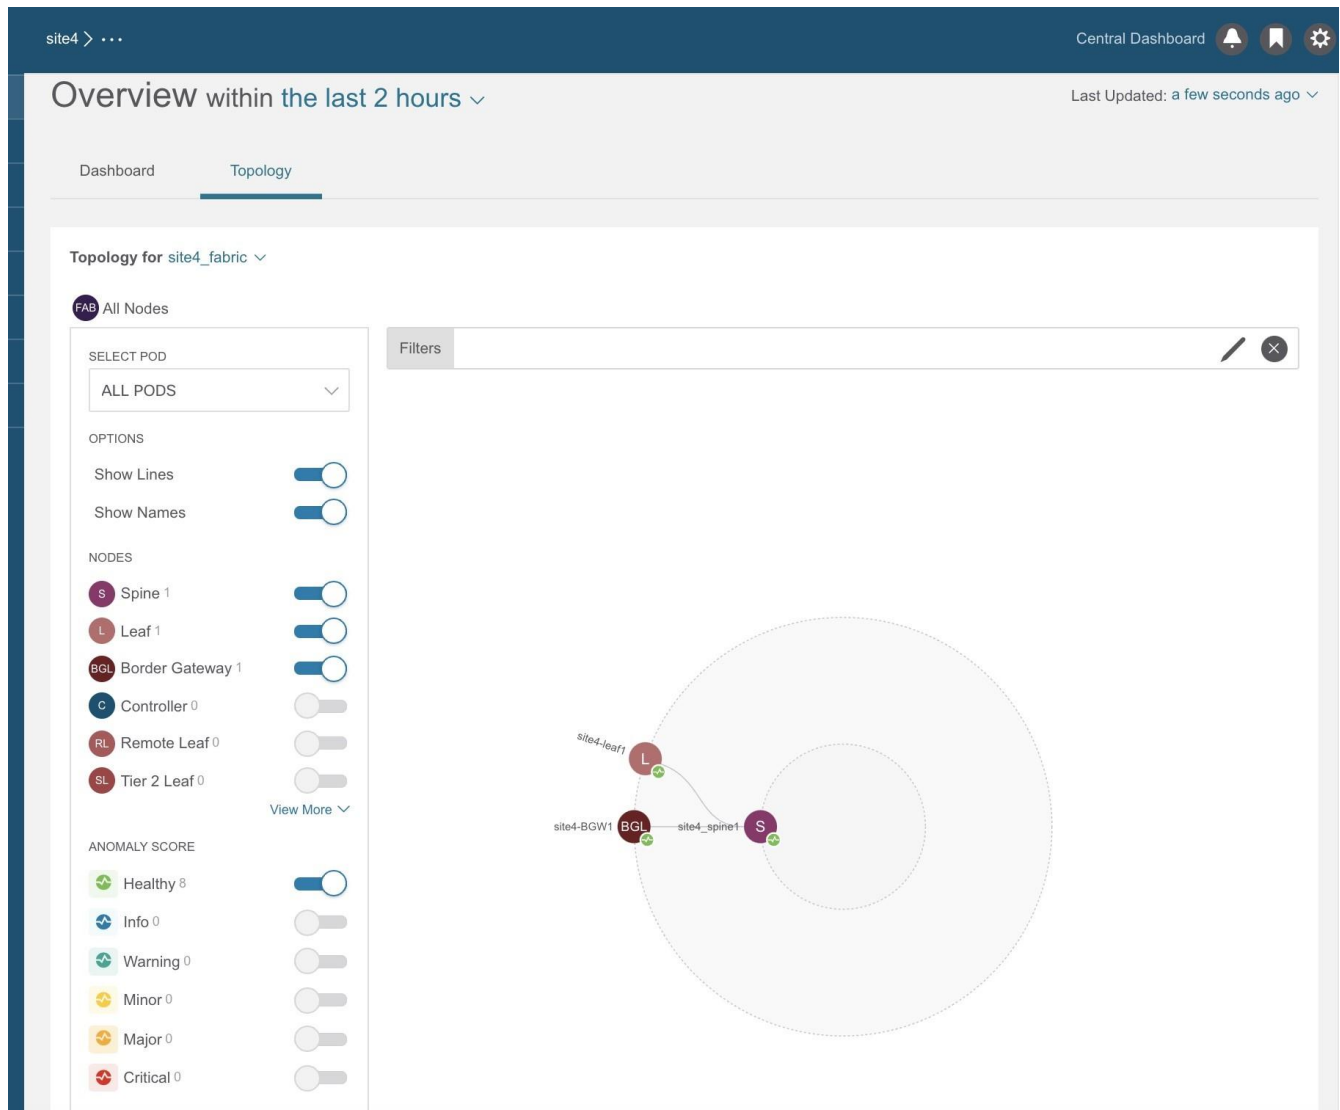 site4 > ...
Central Dashboard
Overview within the last 2 hours
Last Updated: a few seconds ago
Dashboard
Topology
Topology for site4_fabric
FAB All Nodes
SELECT POD
ALL PODS
Filters
OPTIONS
Show Lines
Show Names
NODES
S Spine 1
L Leaf 1
BGL Border Gateway 1
C Controller 0
RL Remote Leaf 0
SL Tier 2 Leaf 0
View More
ANOMALY SCORE
Healthy 8
Info 0
Warning 0
Minor 0
Major 0
Critical 0
site4-leaf1
L
site4-BGW1 BGL site4_spine1 S